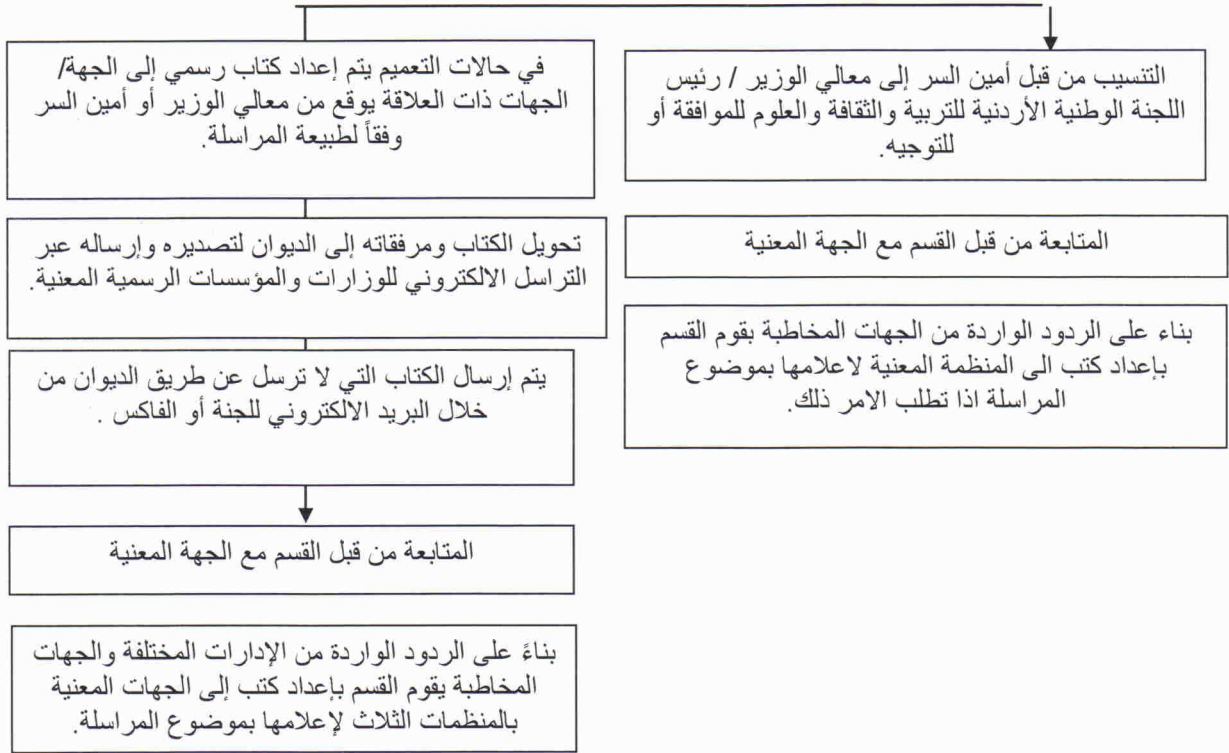 التنسيب من قبل أمين السر إلى معالي الوزير / رئيس
اللجنة الوطنية الأردنية للتربية والثقافة والعلوم للموافقة أو
للتوجيه.
المتابعة من قبل القسم مع الجهة المعنية
بناء على الردود الواردة من الجهات المخاطبة بقوم القسم
بإعداد كتب الى المنظمة المعنية لاعلامها بموضوع
المراسلة اذا تطلب الامر ذلك.
في حالات التعميم يتم إعداد كتاب رسمي إلى الجهة/
الجهات ذات العلاقة يوقع من معالي الوزير أو أمين السر
وفقاً لطبيعة المراسلة.
تحويل الكتاب ومرفقاته إلى الديوان لتصديره وإرساله عبر
التراسل الالكتروني للوزارات والمؤسسات الرسمية المعنية.
يتم إرسال الكتاب التي لا ترسل عن طريق الديوان من
خلال البريد الالكتروني للجنة أو الفاكس .
المتابعة من قبل القسم مع الجهة المعنية
بناءً على الردود الواردة من الإدارات المختلفة والجهات
المخاطبة يقوم القسم بإعداد كتب إلى الجهات المعنية
بالمنظمات الثلاث لإعلامها بموضوع المراسلة.